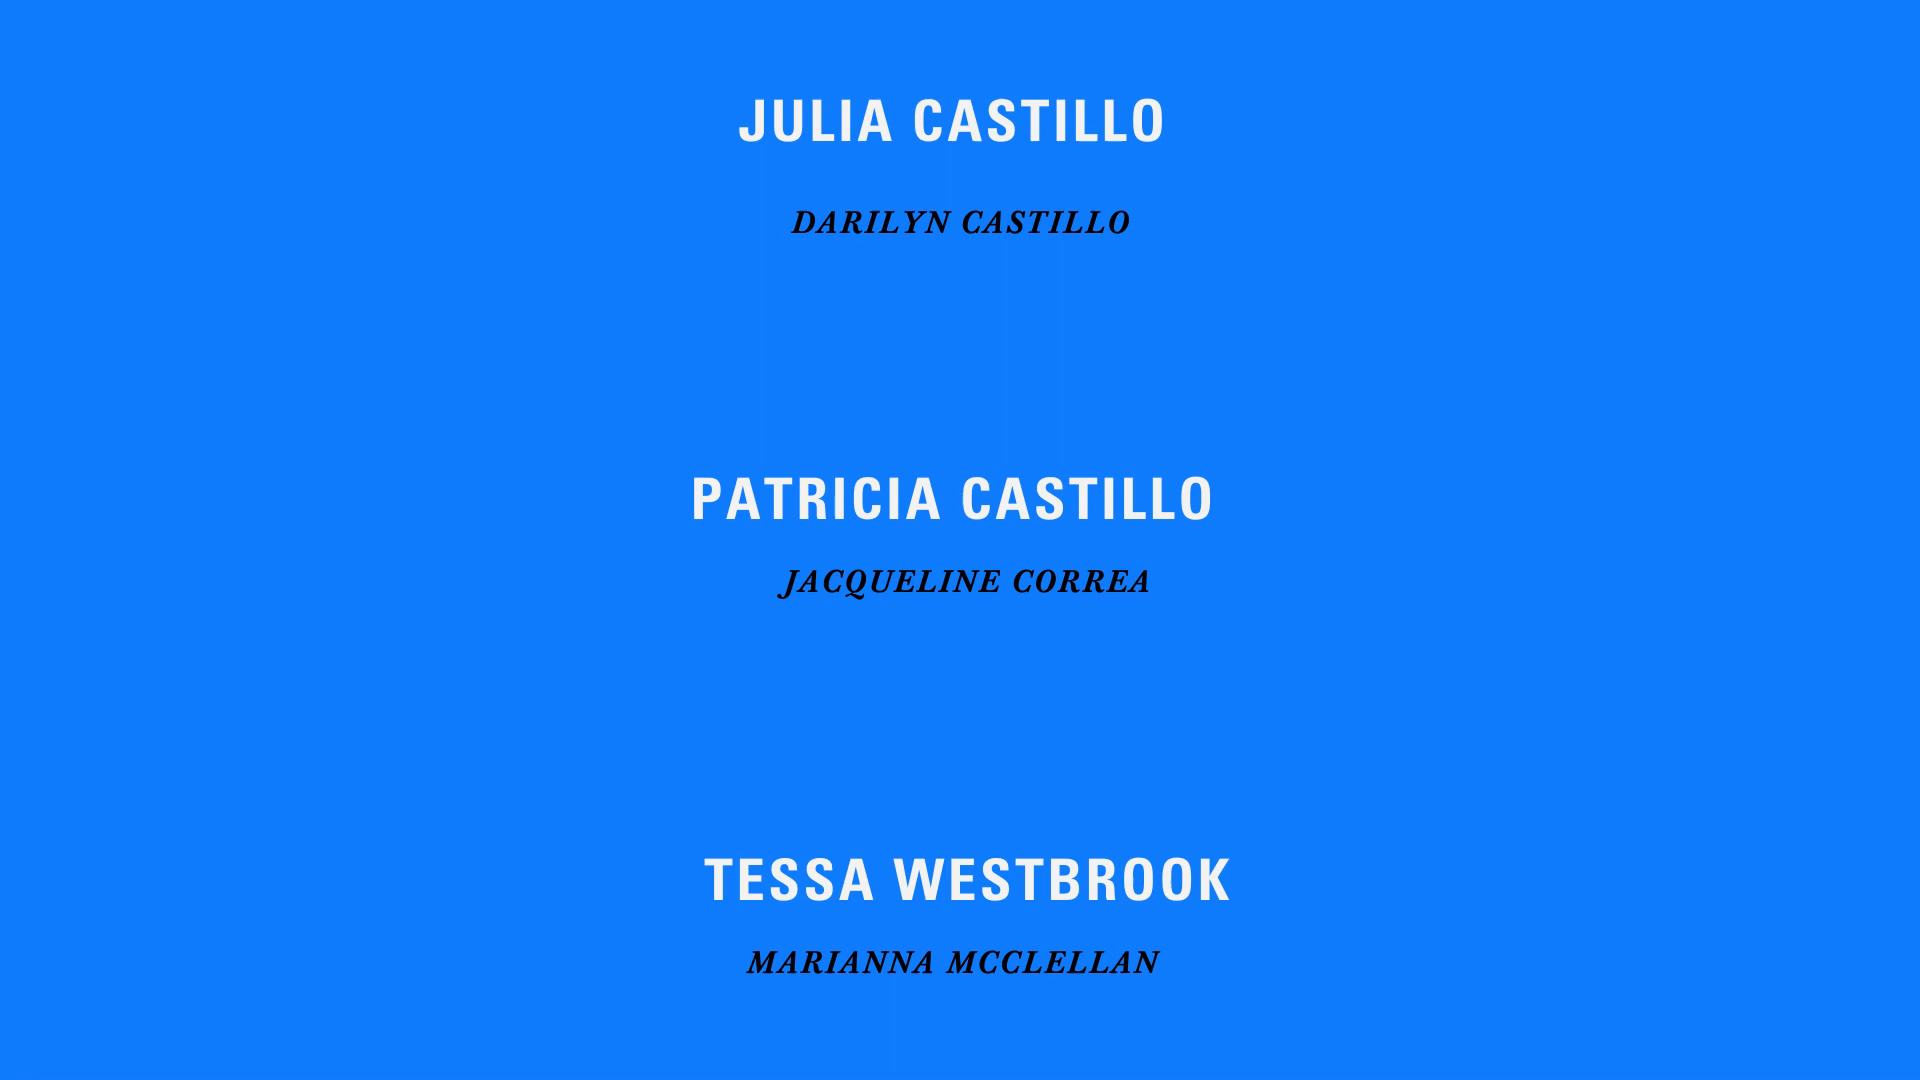 JULIA CASTILLO
DARILYN CASTILLO
PATRICIA CASTILLO
JACQUELINE CORREA
TESSA WESTBROOK
MARIANNA MCCLELLAN